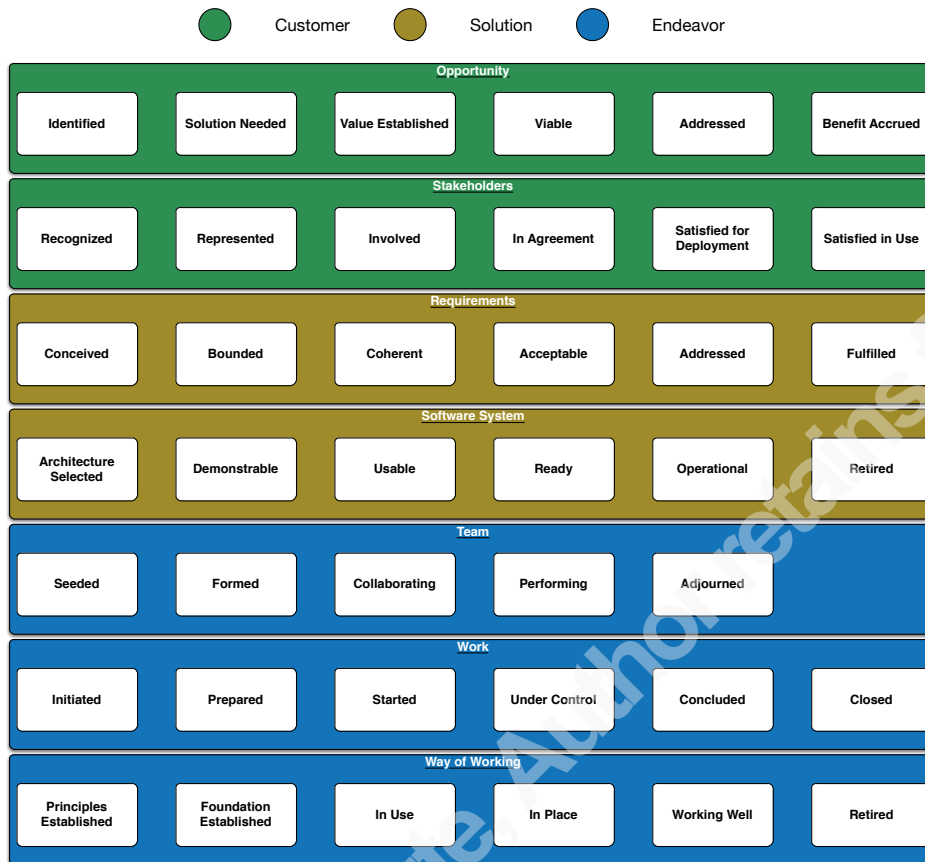 Customer Solution Endeavor
Opportunity
Identified Solution Needed Value Established Viable Addressed Benefit Accrued
Stakeholders
Recognized Represented Involved In Agreement Satisfied for Deployment Satisfied in Use
Requirements
Conceived Bounded Coherent Acceptable Addressed Fulfilled
Software System
Architecture Selected Demonstrable Usable Ready Operational Retired
Team
Seeded Formed Collaborating Performing Adjourned
Work
Initiated Prepared Started Under Control Concluded Closed
Way of Working
Principles Established Foundation Established In Use In Place Working Well Retired
Author retains